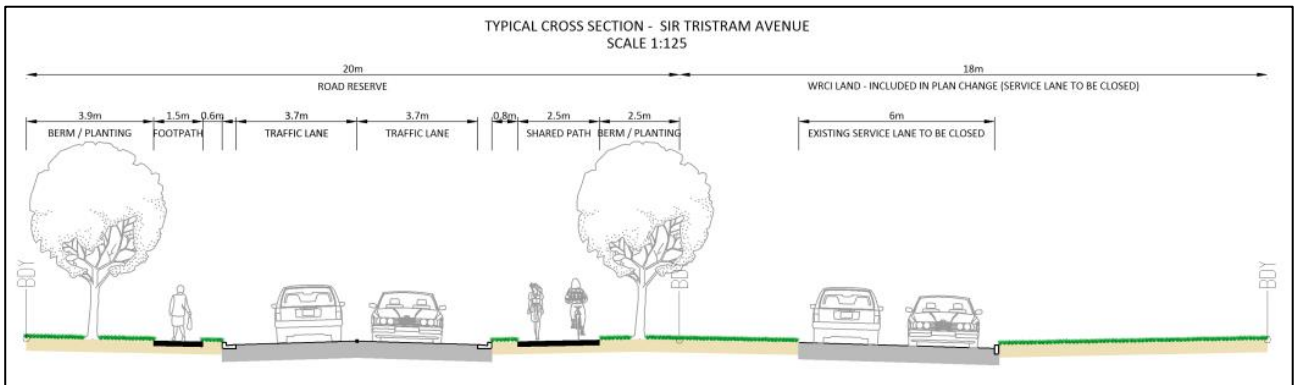 TYPICAL CROSS SECTION - SIR TRISTRAM AVENUE
SCALE 1:125
20m
ROAD RESERVE
18m
WRCI LAND - INCLUDED IN PLAN CHANGE (SERVICE LANE TO BE CLOSED)
3.9m
BERM / PLANTING
1.5m
FOOTPATH
0.6m
3.7m
TRAFFIC LANE
3.7m
TRAFFIC LANE
0.8m
2.5m
SHARED PATH
2.5m
BERM / PLANTING
6m
EXISTING SERVICE LANE TO BE CLOSED
BDY
BDY
BDY